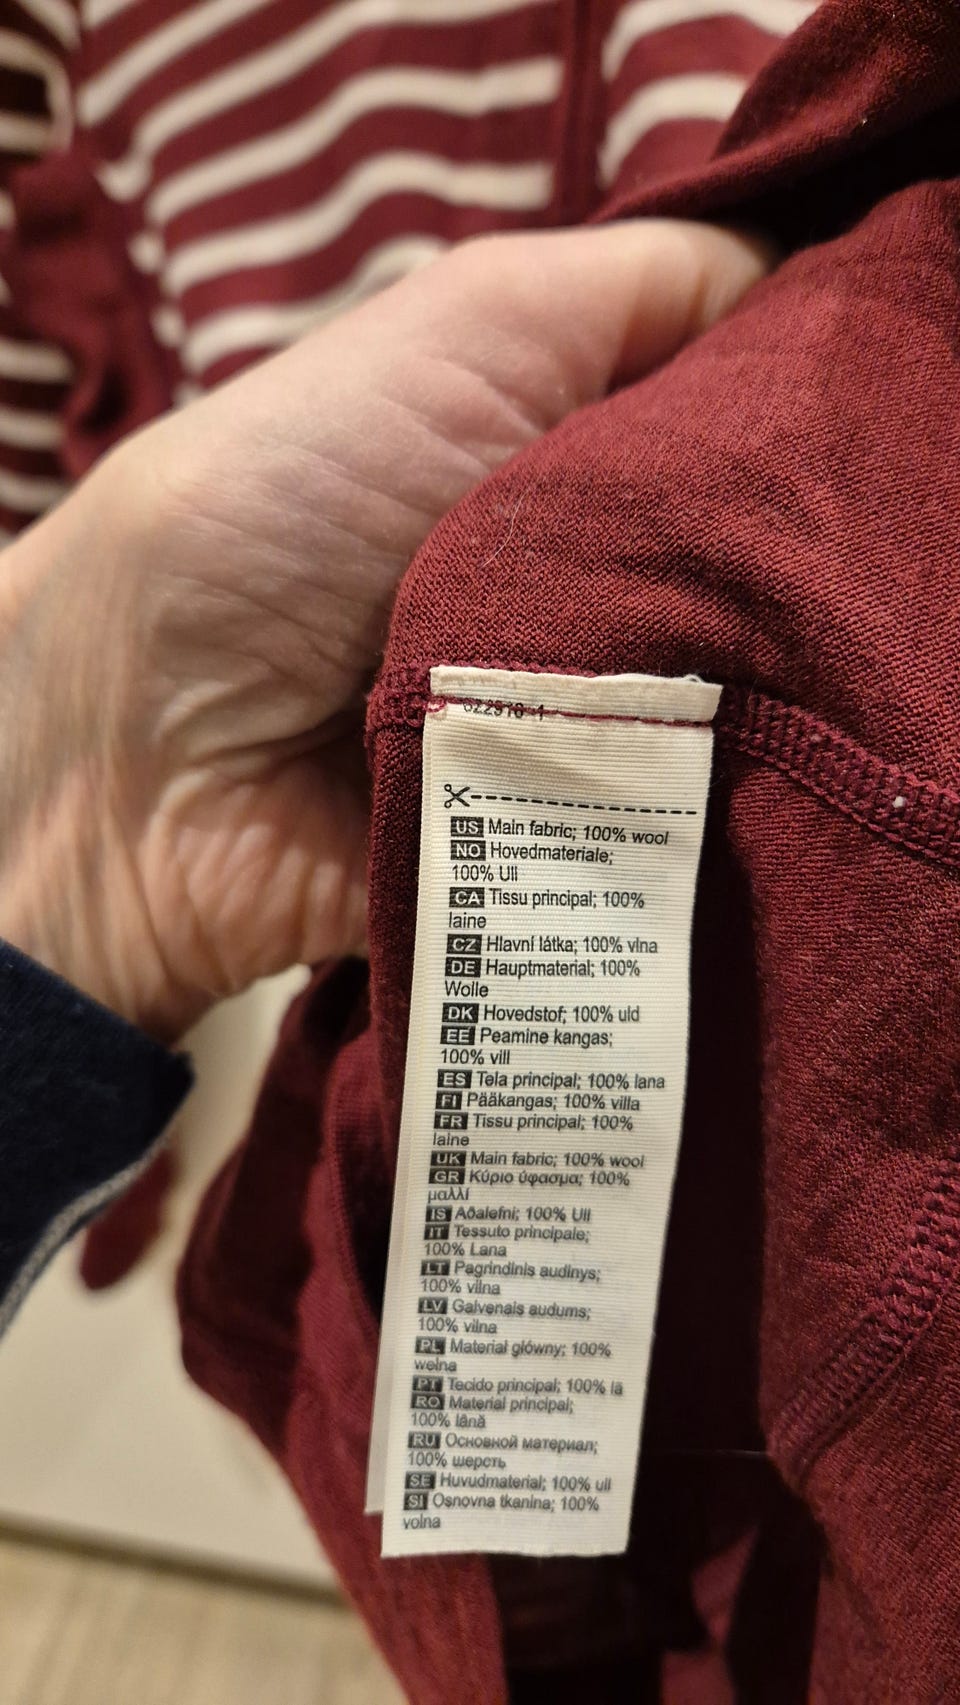 US Main fabric; 100% wool
NO Hovedmateriale;
100% Ull
CA Tissu principal; 100%
laine
CZ Hlavní látka; 100% vlna
DE Hauptmaterial; 100%
Wolle
DK Hovedstof; 100% uld
EE Peamine kangas;
100% vill
ES Tela principal; 100% lana
FI Pääkangas; 100% villa
FR Tissu principal; 100%
laine
UK Main fabric; 100% wool
GR Κύριο ύφασμα; 100%
μαλλί
IS Aðalefni; 100% Ull
IT Tessuto principale;
100% Lana
LT Pagrindinis audinys;
100% vilna
LV Galvenais audums;
100% vilna
PL Materiał główny; 100%
wełna
PT Tecido principal; 100% lã
RO Material principal;
100% lână
RU Основной материал;
100% шерсть
SE Huvudmaterial; 100% ull
SI Osnovna tkanina; 100%
volna